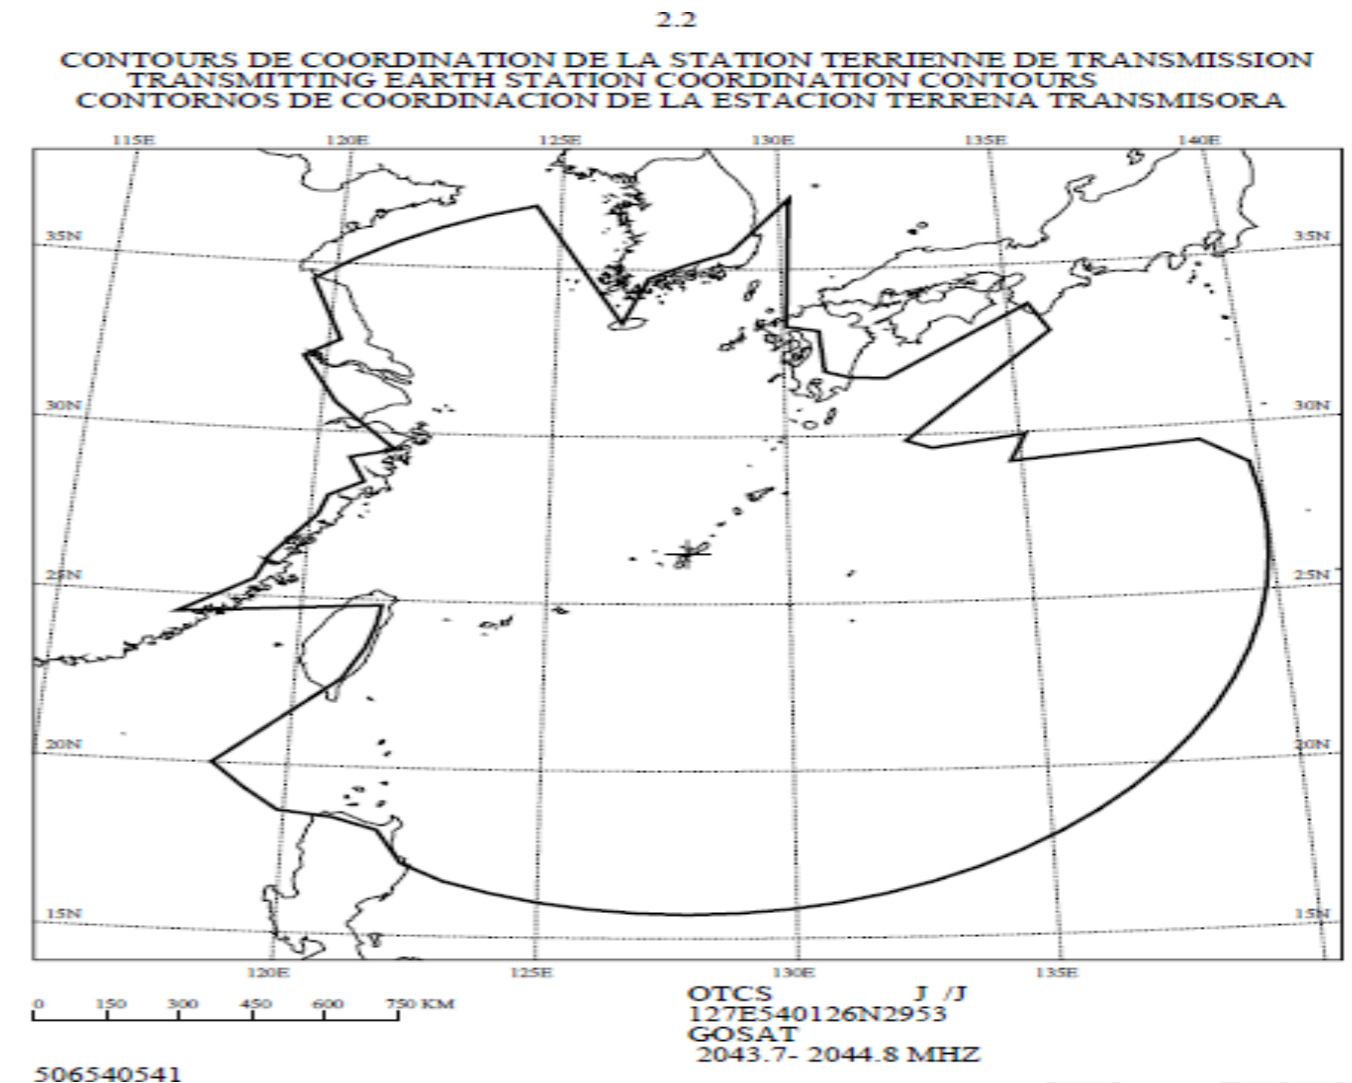 2.2
CONTOURS DE COORDINATION DE LA STATION TERRIENNE DE TRANSMISSION
TRANSMITTING EARTH STATION COORDINATION CONTOURS
CONTORNOS DE COORDINACION DE LA ESTACION TERRENA TRANSMISORA
115E 120E 125E 130E 135E 140E
35N 35N
30N 30N
25N 25N
20N 20N
15N 15N
120E 125E 130E 135E
0 150 300 450 600 750 KM
OTCS J /J
127E540126N2953
GOSAT
2043.7- 2044.8 MHZ
506540541